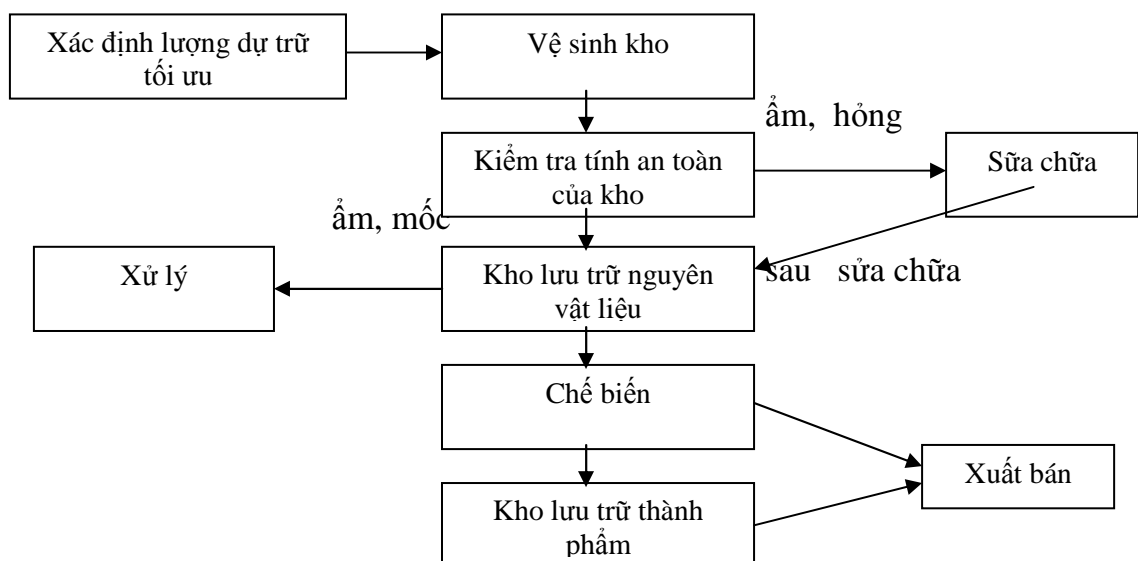 Xác định lượng dự trữ
tối ưu
Vệ sinh kho
ẩm, hỏng
Kiểm tra tính an toàn
của kho
Sữa chữa
ẩm, mốc
Xử lý
Kho lưu trữ nguyên
vật liệu
sau sửa chữa
Chế biến
Xuất bán
Kho lưu trữ thành
phẩm